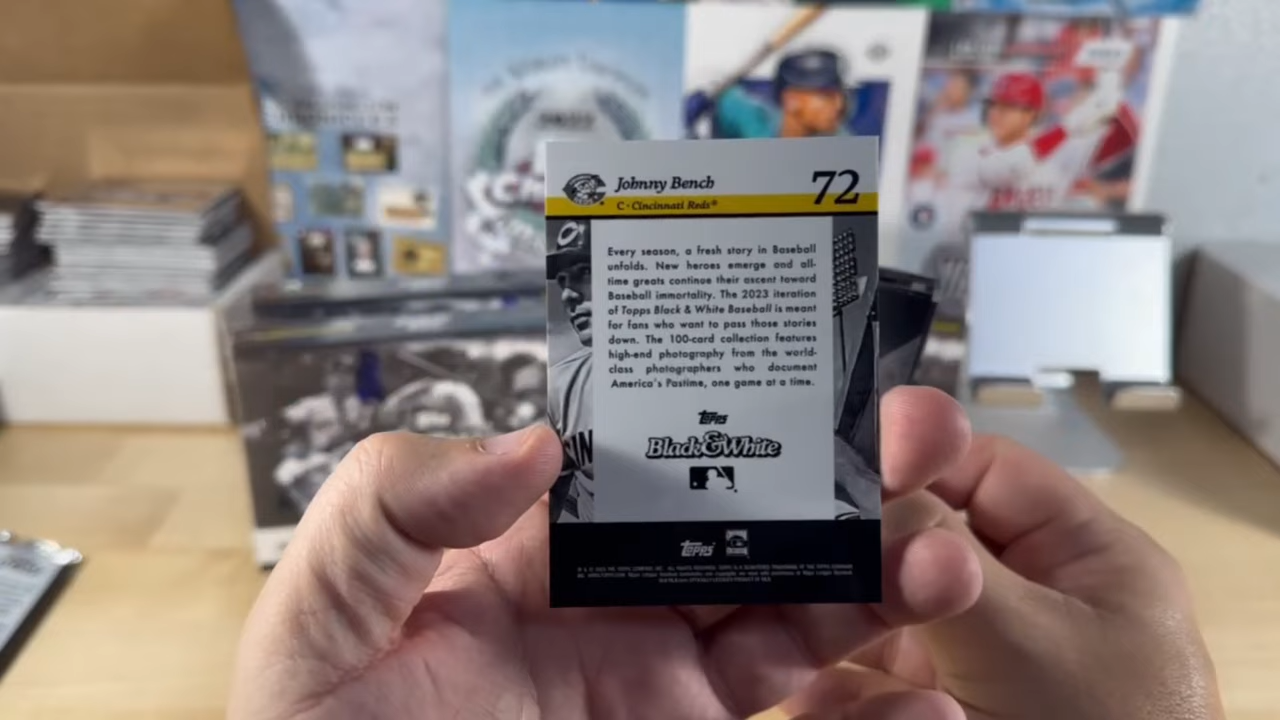 Johnny Bench
72
C • Cincinnati Reds®
Every season, a fresh story in Baseball
unfolds. New heroes emerge and all-
time greats continue their ascent toward
Baseball immortality. The 2023 iteration
of Topps Black & White Baseball is meant
for fans who want to pass those stories
down. The 100-card collection features
high-end photography from the world-
class photographers who document
America's Pastime, one game at a time.
TOPPS
Black & White
TOPPS